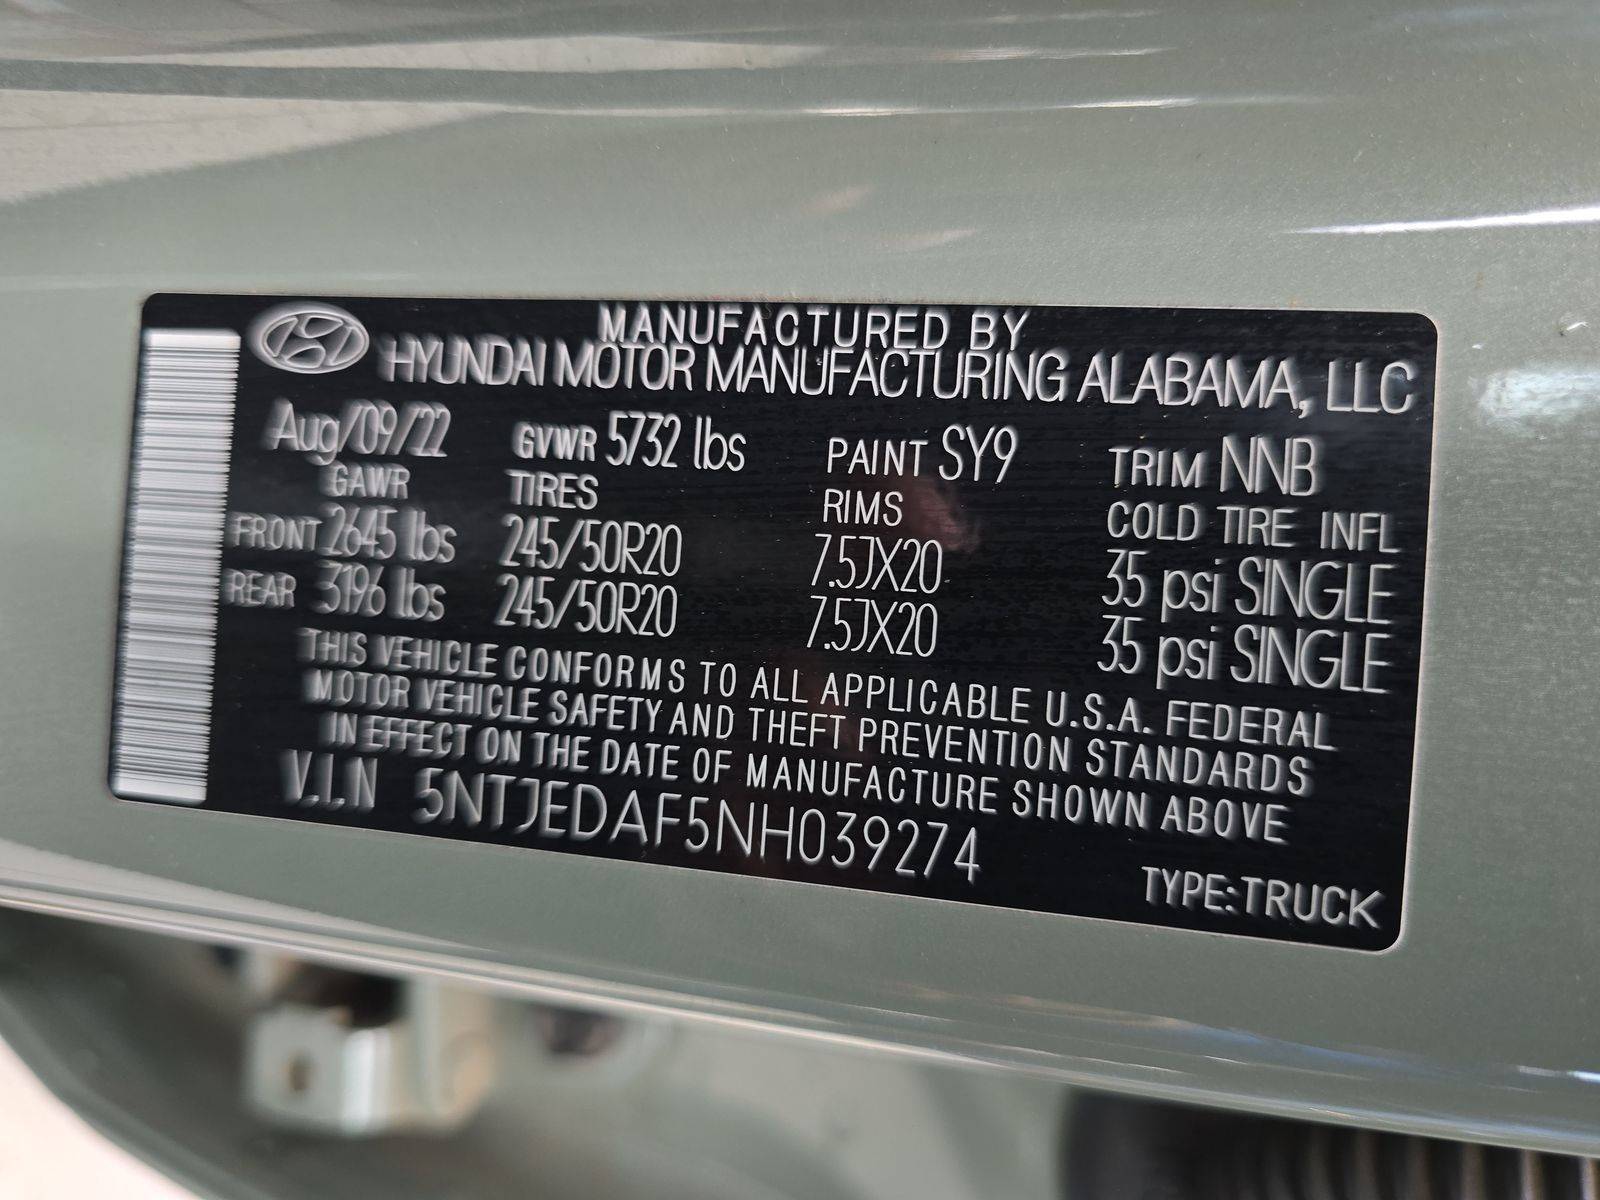 MANUFACTURED BY
HYUNDAI MOTOR MANUFACTURING ALABAMA, LLC
Aug/09/22 GVWR 5732 lbs PAINT SY9 TRIM NNB
GAWR TIRES RIMS COLD TIRE INFL
FRONT 2645 lbs 245/50R20 7.5JX20 35 psi SINGLE
REAR 3196 lbs 245/50R20 7.5JX20 35 psi SINGLE
THIS VEHICLE CONFORMS TO ALL APPLICABLE U.S.A. FEDERAL
MOTOR VEHICLE SAFETY AND THEFT PREVENTION STANDARDS
IN EFFECT ON THE DATE OF MANUFACTURE SHOWN ABOVE
V.I.N 5NTJEDAF5NH039274
TYPE:TRUCK